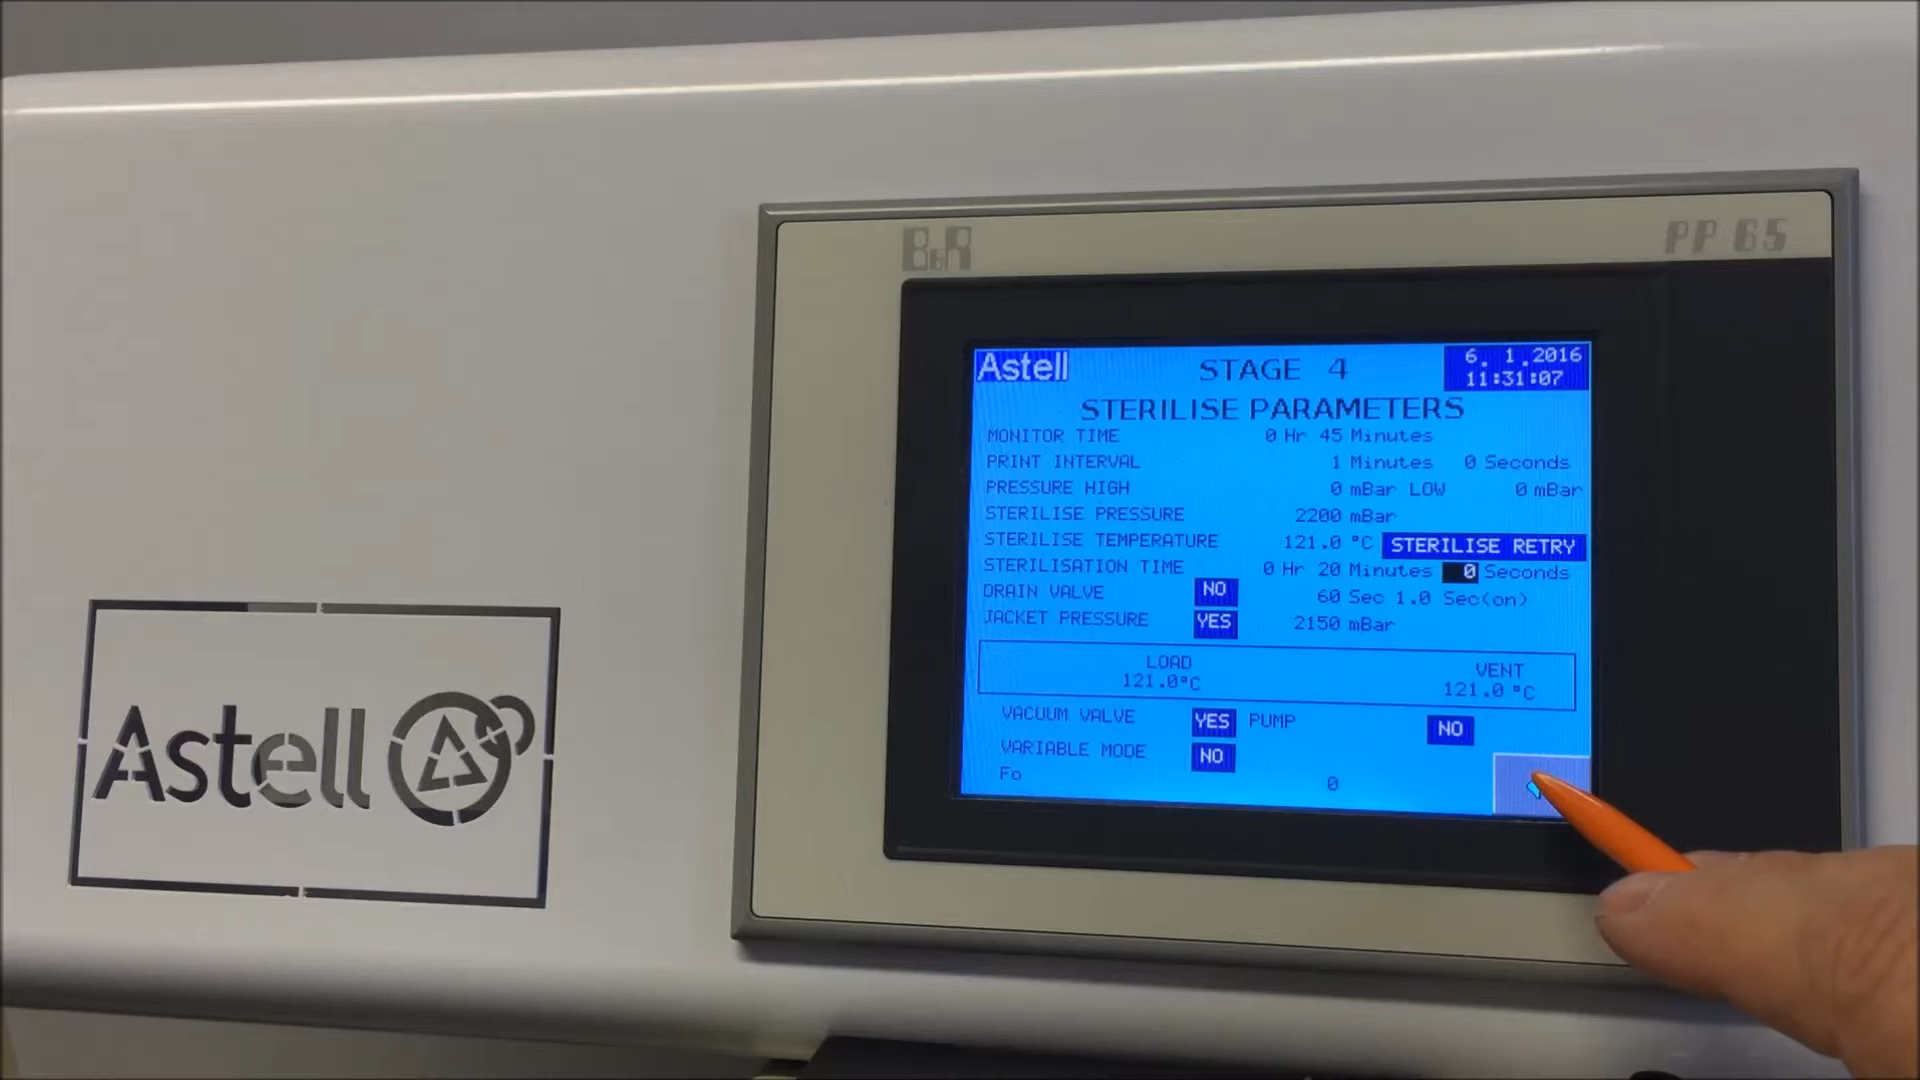 B&R
PP 65
Astell STAGE 4 6. 1.2016
11:31:07
STERILISE PARAMETERS
MONITOR TIME 0 Hr 45 Minutes
PRINT INTERVAL 1 Minutes 0 Seconds
PRESSURE HIGH 0 mBar LOW 0 mBar
STERILISE PRESSURE 2200 mBar
STERILISE TEMPERATURE 121.0 °C STERILISE RETRY
STERILISATION TIME 0 Hr 20 Minutes 0 Seconds
DRAIN VALVE NO 60 Sec 1.0 Sec(on)
JACKET PRESSURE YES 2150 mBar
LOAD VENT
121.0°C 121.0 °C
VACUUM VALVE YES PUMP NO
VARIABLE MODE NO
Fo 0
Astell